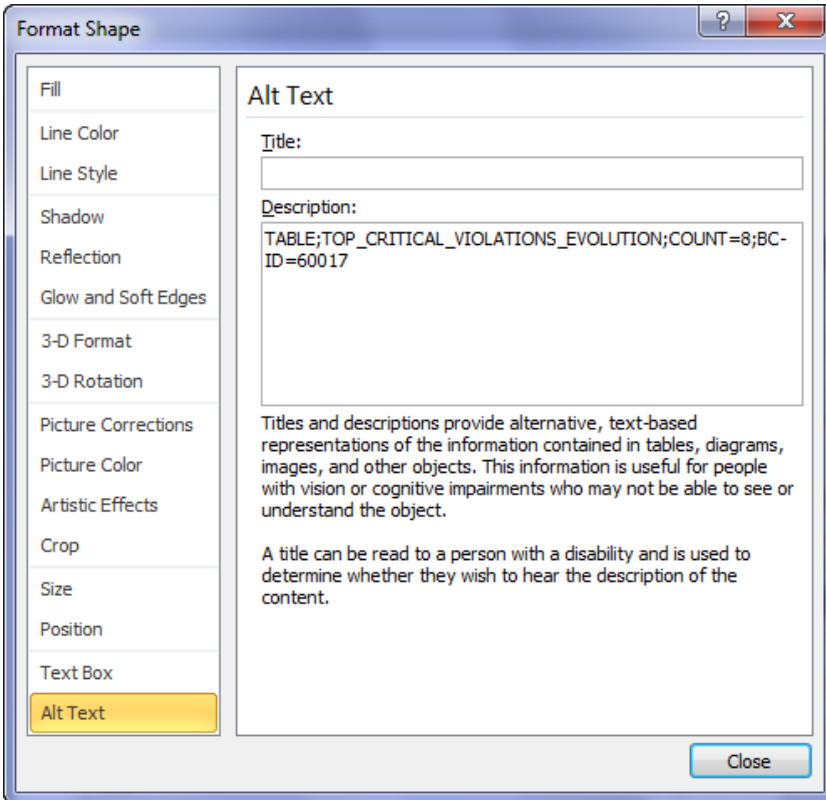 Format Shape
?
X
Fill
Line Color
Line Style
Shadow
Reflection
Glow and Soft Edges
3-D Format
3-D Rotation
Picture Corrections
Picture Color
Artistic Effects
Crop
Size
Position
Text Box
Alt Text
Alt Text
Title:
Description:
TABLE;TOP_CRITICAL_VIOLATIONS_EVOLUTION;COUNT=8;BC-
ID=60017
Titles and descriptions provide alternative, text-based
representations of the information contained in tables, diagrams,
images, and other objects. This information is useful for people
with vision or cognitive impairments who may not be able to see or
understand the object.
A title can be read to a person with a disability and is used to
determine whether they wish to hear the description of the
content.
Close